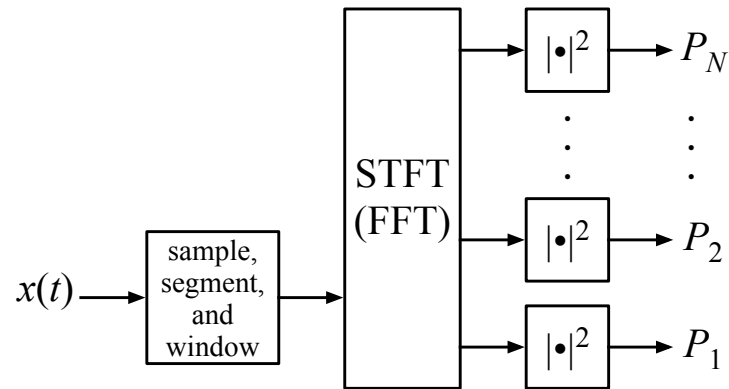 |•|² P_N
STFT
(FFT)
|•|² P_2
x(t)
sample,
segment,
and
window
|•|² P_1